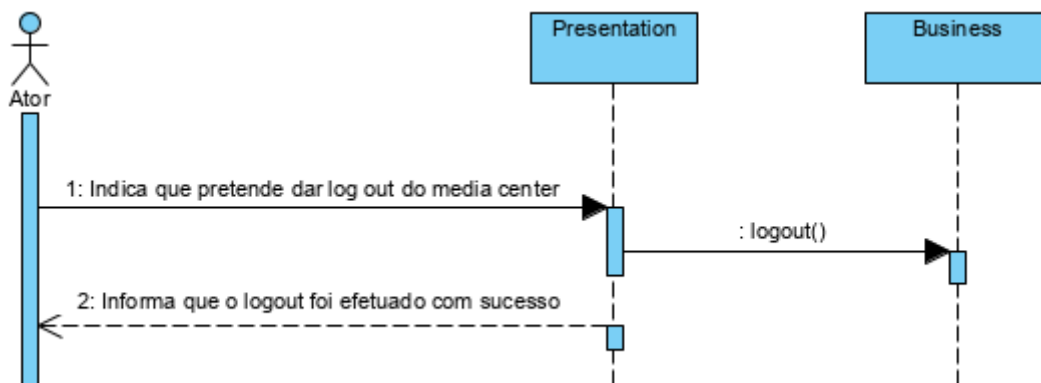 Presentation
Business
Ator
1: Indica que pretende dar log out do media center
: logout()
2: Informa que o logout foi efetuado com sucesso